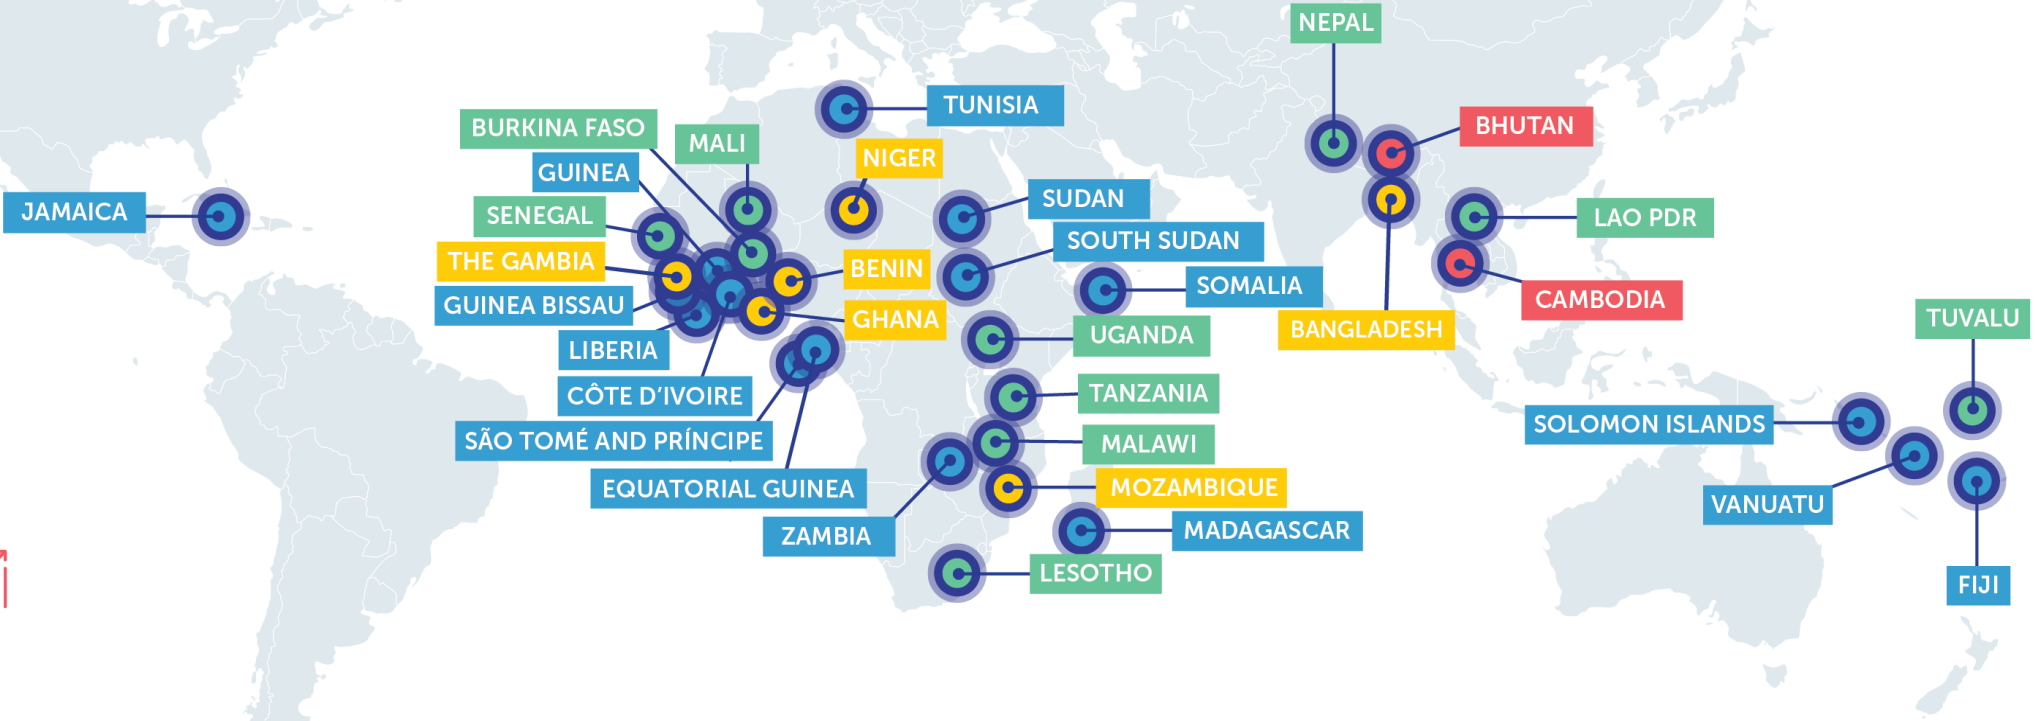 NEPAL
TUNISIA
BURKINA FASO
BHUTAN
MALI
NIGER
GUINEA
SUDAN
JAMAICA
SENEGAL
LAO PDR
SOUTH SUDAN
THE GAMBIA
BENIN
SOMALIA
CAMBODIA
GUINEA BISSAU
GHANA
TUVALU
BANGLADESH
UGANDA
LIBERIA
TANZANIA
CÔTE D’IVOIRE
SOLOMON ISLANDS
SÃO TOMÉ AND PRÍNCIPE
MALAWI
EQUATORIAL GUINEA
MOZAMBIQUE
VANUATU
ZAMBIA
MADAGASCAR
LESOTHO
FIJI